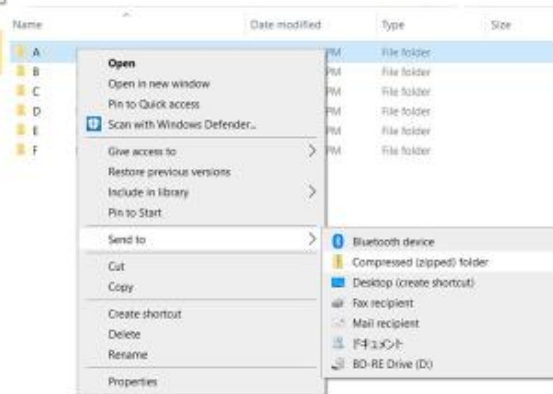 Name Date modified Type Size
A PM File folder
B PM File folder
C PM File folder
D PM File folder
E PM File folder
F PM File folder
Open
Open in new window
Pin to Quick access
Scan with Windows Defender...
Give access to
Restore previous versions
Include in library
Pin to Start
Send to
Cut
Copy
Create shortcut
Delete
Rename
Properties
Bluetooth device
Compressed (zipped) folder
Desktop (create shortcut)
Fax recipient
Mail recipient
ドキュメント
BD-RE Drive (D:)